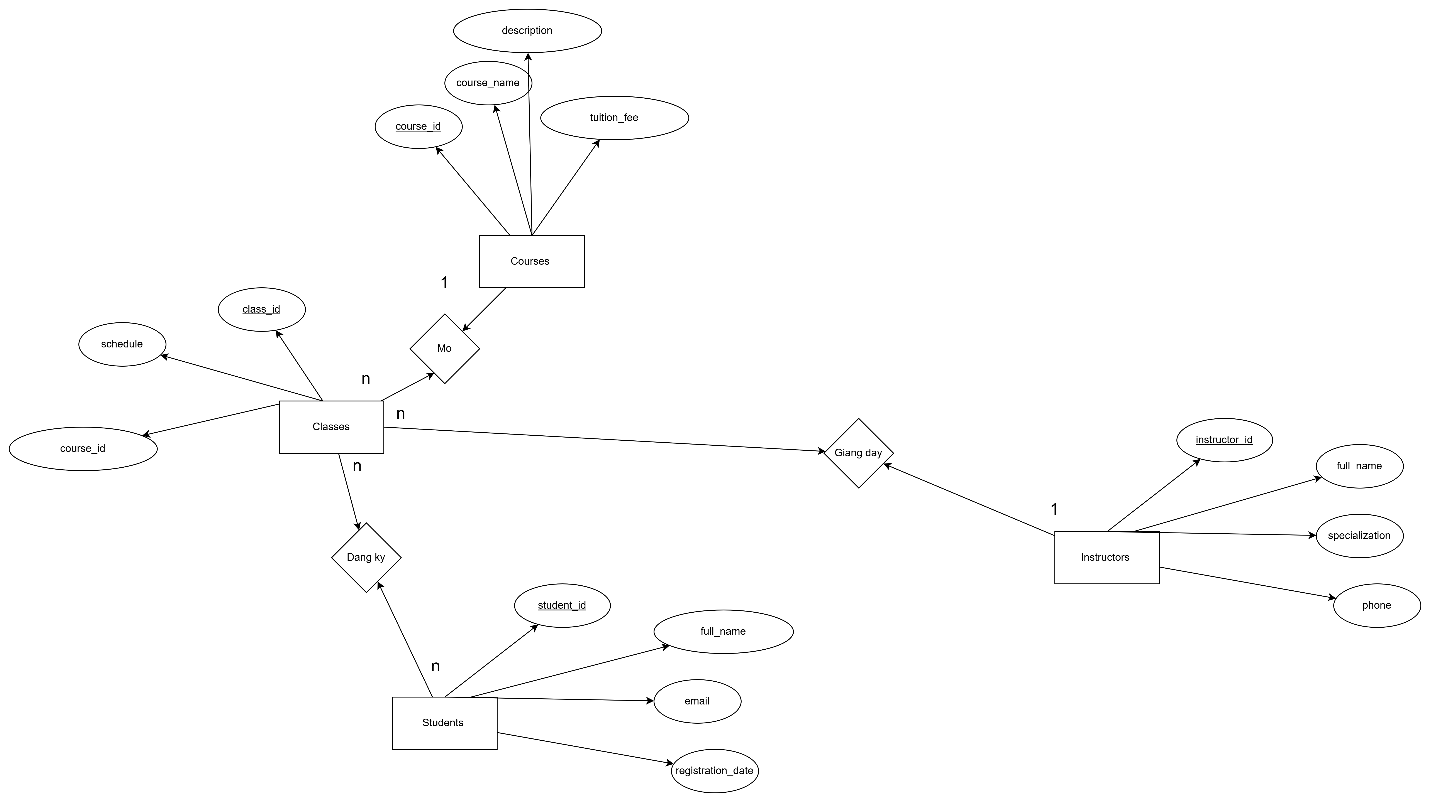 description
course_name
course_id
tuition_fee
Courses
1
class_id
schedule
Mo
n
n
Classes
course_id
n
Giang day
instructor_id
full_name
1
specialization
Instructors
Dang ky
phone
student_id
full_name
n
email
Students
registration_date